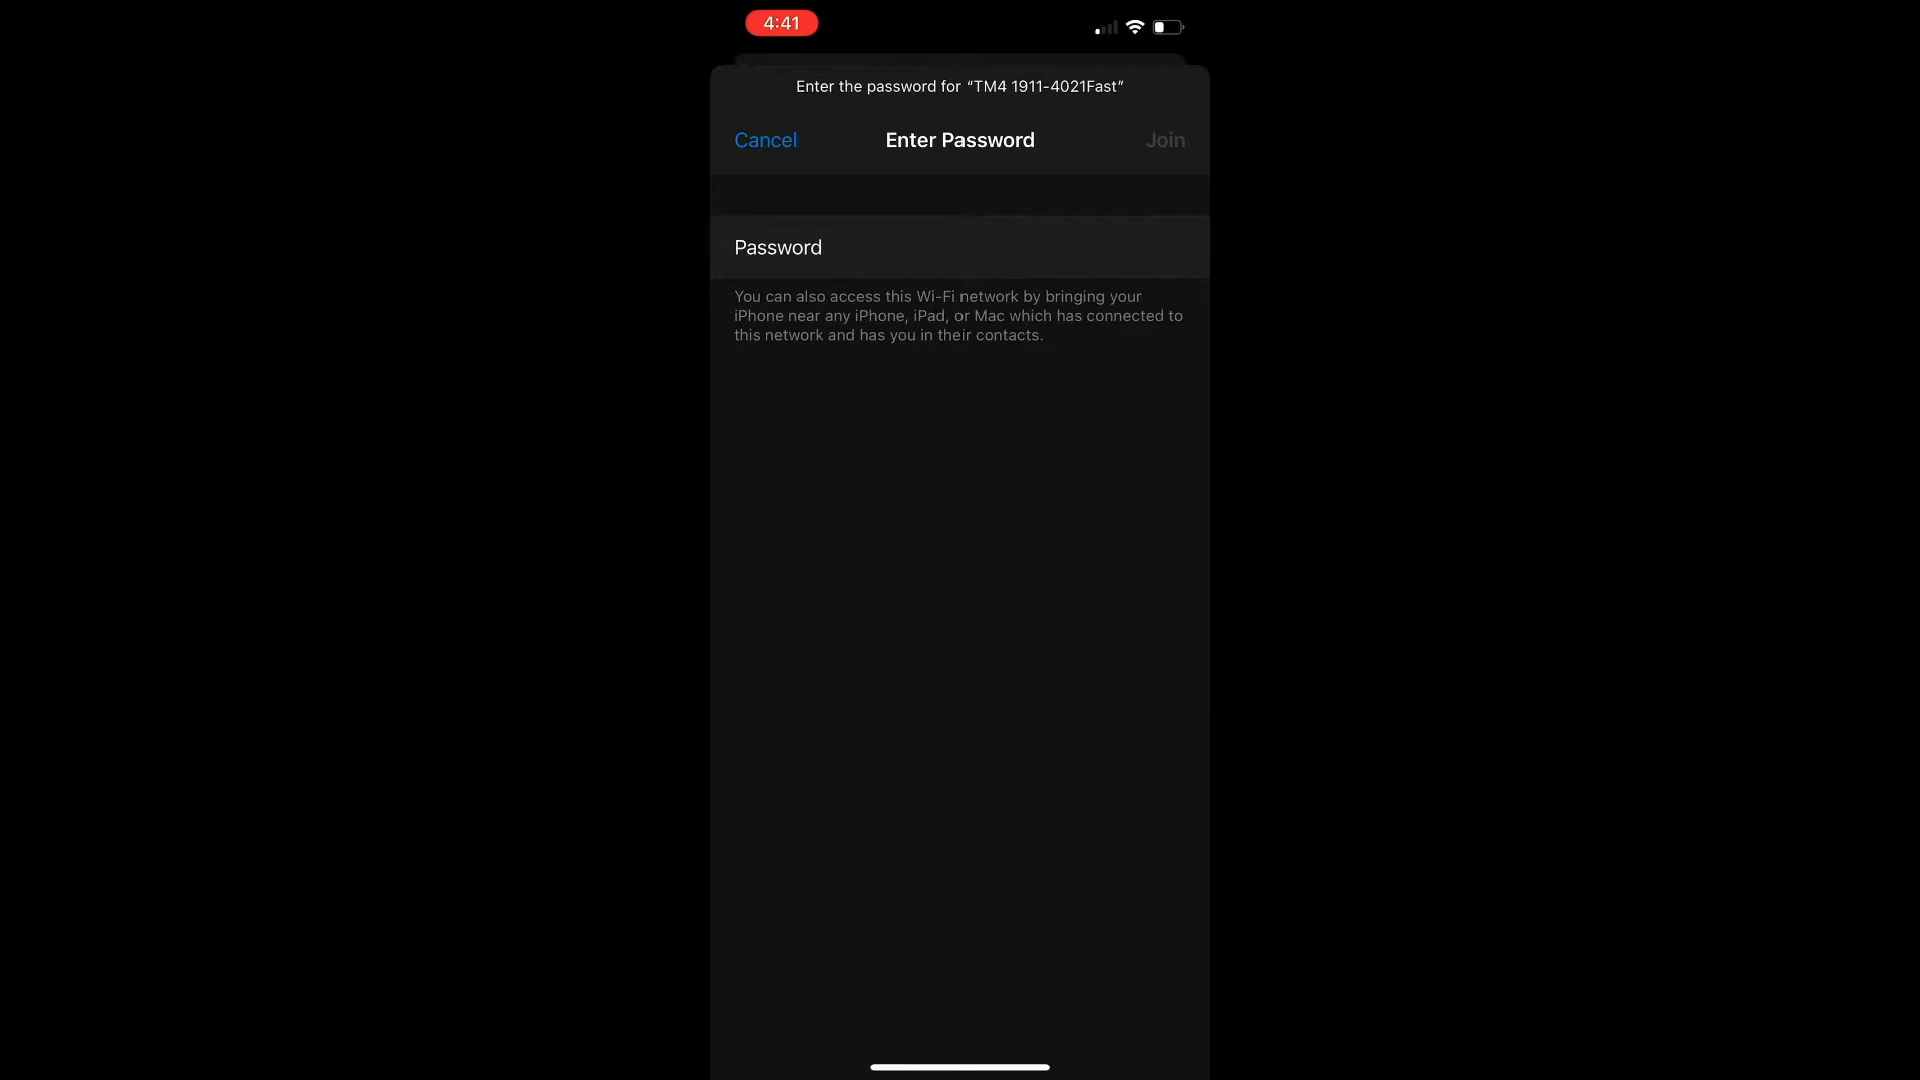 4:41
Enter the password for “TM4 1911-4021Fast”
Cancel
Enter Password
Join
Password
You can also access this Wi-Fi network by bringing your
iPhone near any iPhone, iPad, or Mac which has connected to
this network and has you in their contacts.